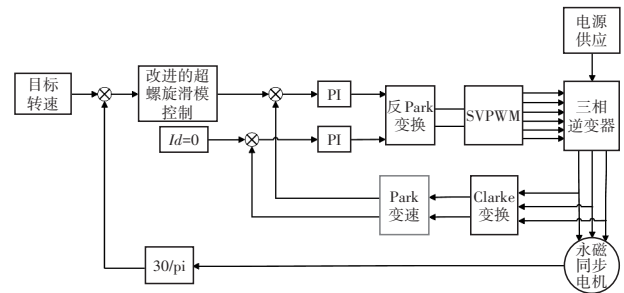 电源
供应
目标
转速
改进的超
螺旋滑模
控制
PI
反Park
变换
SVPWM
三相
逆变器
Id=0
PI
Park
变速
Clarke
变换
30/pi
永磁
同步
电机